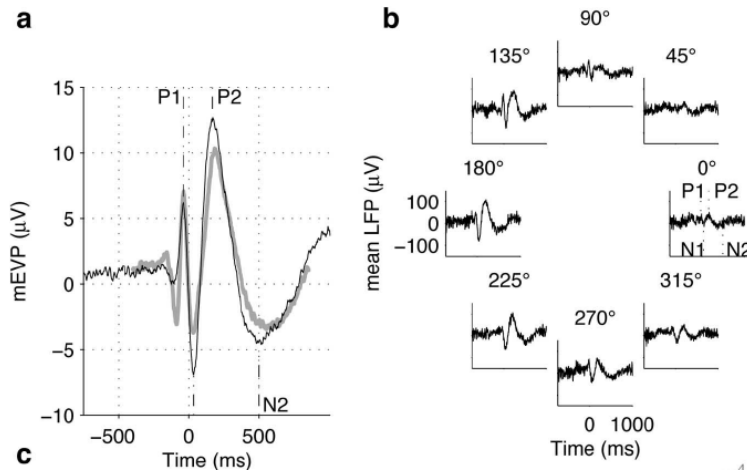 a
15
10
5
0
−5
−10
mEVP (μV)
P1
P2
N2
−500
0
500
Time (ms)
b
90°
135°
45°
180°
0°
100
0
−100
mean LFP (μV)
P1
P2
N1
N2
225°
315°
270°
0
1000
Time (ms)
c